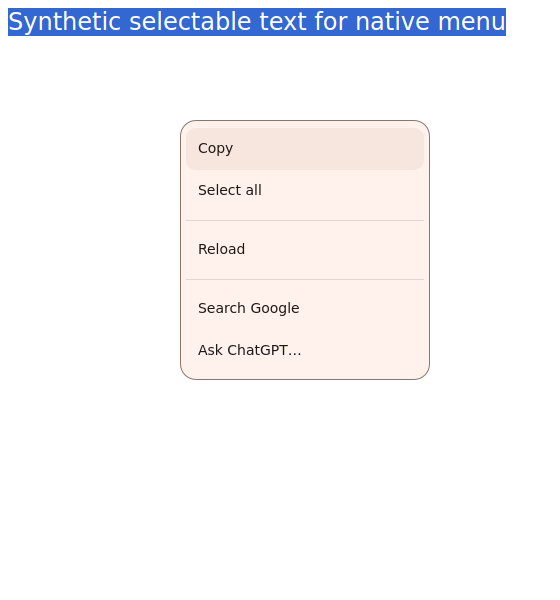 Synthetic selectable text for native menu
Copy
Select all
Reload
Search Google
Ask ChatGPT…